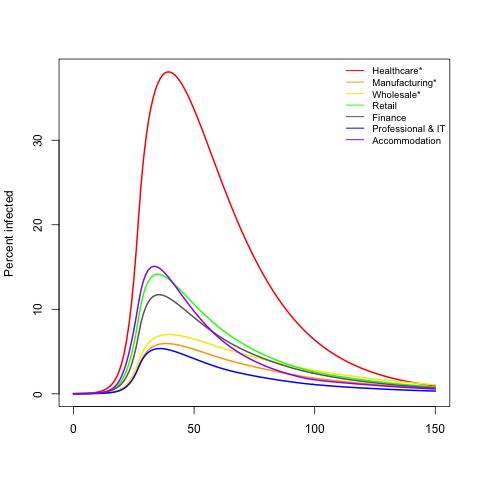 Healthcare*
Manufacturing*
Wholesale*
Retail
Finance
Professional & IT
Accommodation
Percent infected
30
20
10
0
0 50 100 150